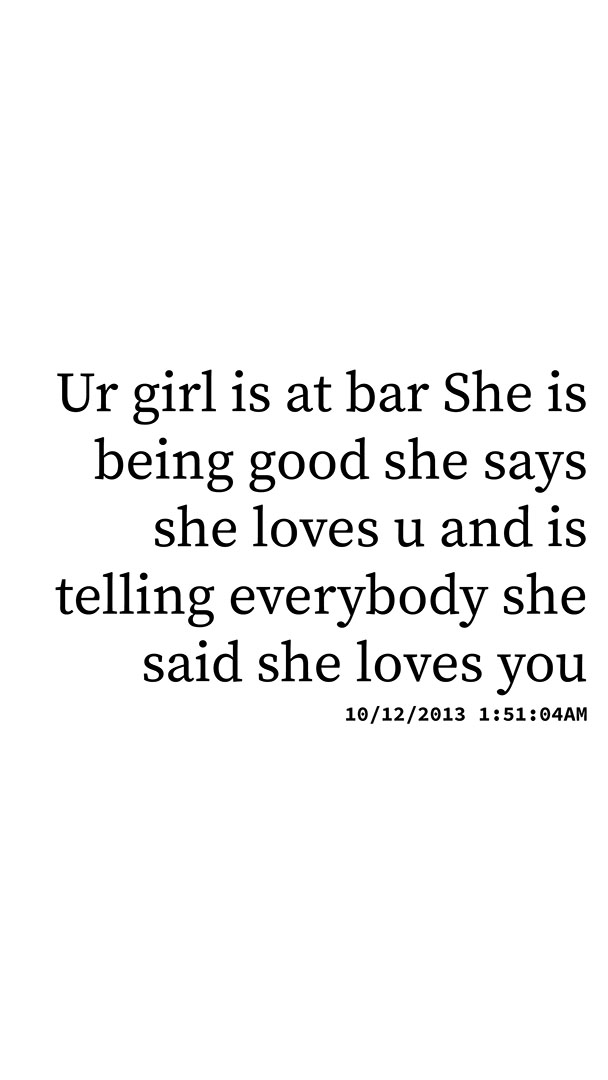 Ur girl is at bar She is
being good she says
she loves u and is
telling everybody she
said she loves you
10/12/2013 1:51:04AM